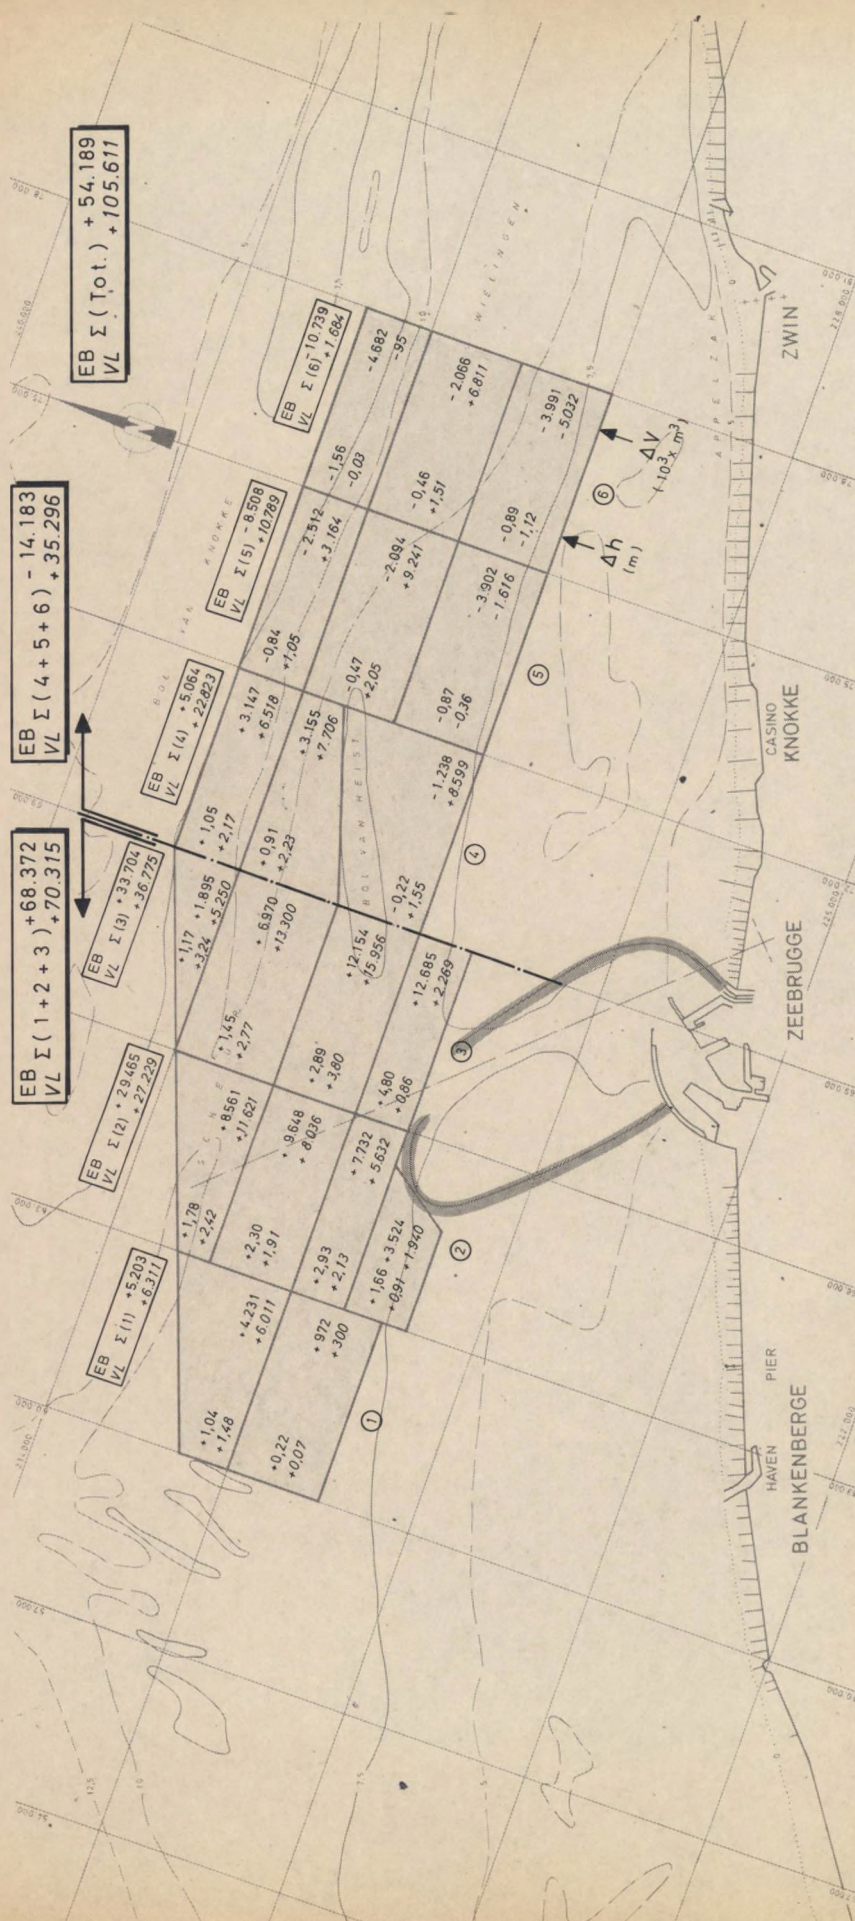 EB Σ (1+2+3) +68.372
VL +70.315
EB Σ (4+5+6) -14.183
VL +35.296
EB Σ (Tot.) +54.189
VL +105.611
EB Σ (1) +5.203
VL +6.311
EB Σ (2) +29.465
VL +27.229
EB Σ (3) +33.704
VL +36.775
EB Σ (4) +5.064
VL +22.823
EB Σ (5) -8.508
VL +10.789
EB Σ (6) -10.739
VL +1.684
BOL VAN KNOKKE
+1,04
+1,48
+4.231
+6.011
+0,22
+0,07
+972
+300
+1,78
+2,42
+8561
+11.621
+2,30
+1,91
+9.648
+8.036
+2,93
+2,13
+7.732
+5.632
+1,66 +3.524
+0,91 +1.940
+1,17 +1.895
+3,24 +5.250
+1,45
+2,77
+6.970
+13.300
+2,89
+3,80
+12.154
+15.956
+4,80
+0,86
+12.685
+2.269
+1,05
+2,17
+3.147
+6.518
+0,91
+2,23
+3.155
+7.706
BOL VAN HEIST
-0,22
+1,55
-1.238
+8.599
-0,84
+1,05
-2.512
+3.164
-0,47
+2,05
-2.094
+9.241
-0,87
-0,36
-3.902
-1.616
-1,56
-0,03
-4.682
-95
-0,46
+1,51
-2.066
+6.811
-0,89
-1,12
-3.991
-5.032
WIELINGEN
1
2
3
4
5
6
Δh
(m)
ΔV
(10³ x m³)
APPELZAK
HAVEN
PIER
BLANKENBERGE
ZEEBRUGGE
CASINO
KNOKKE
ZWIN